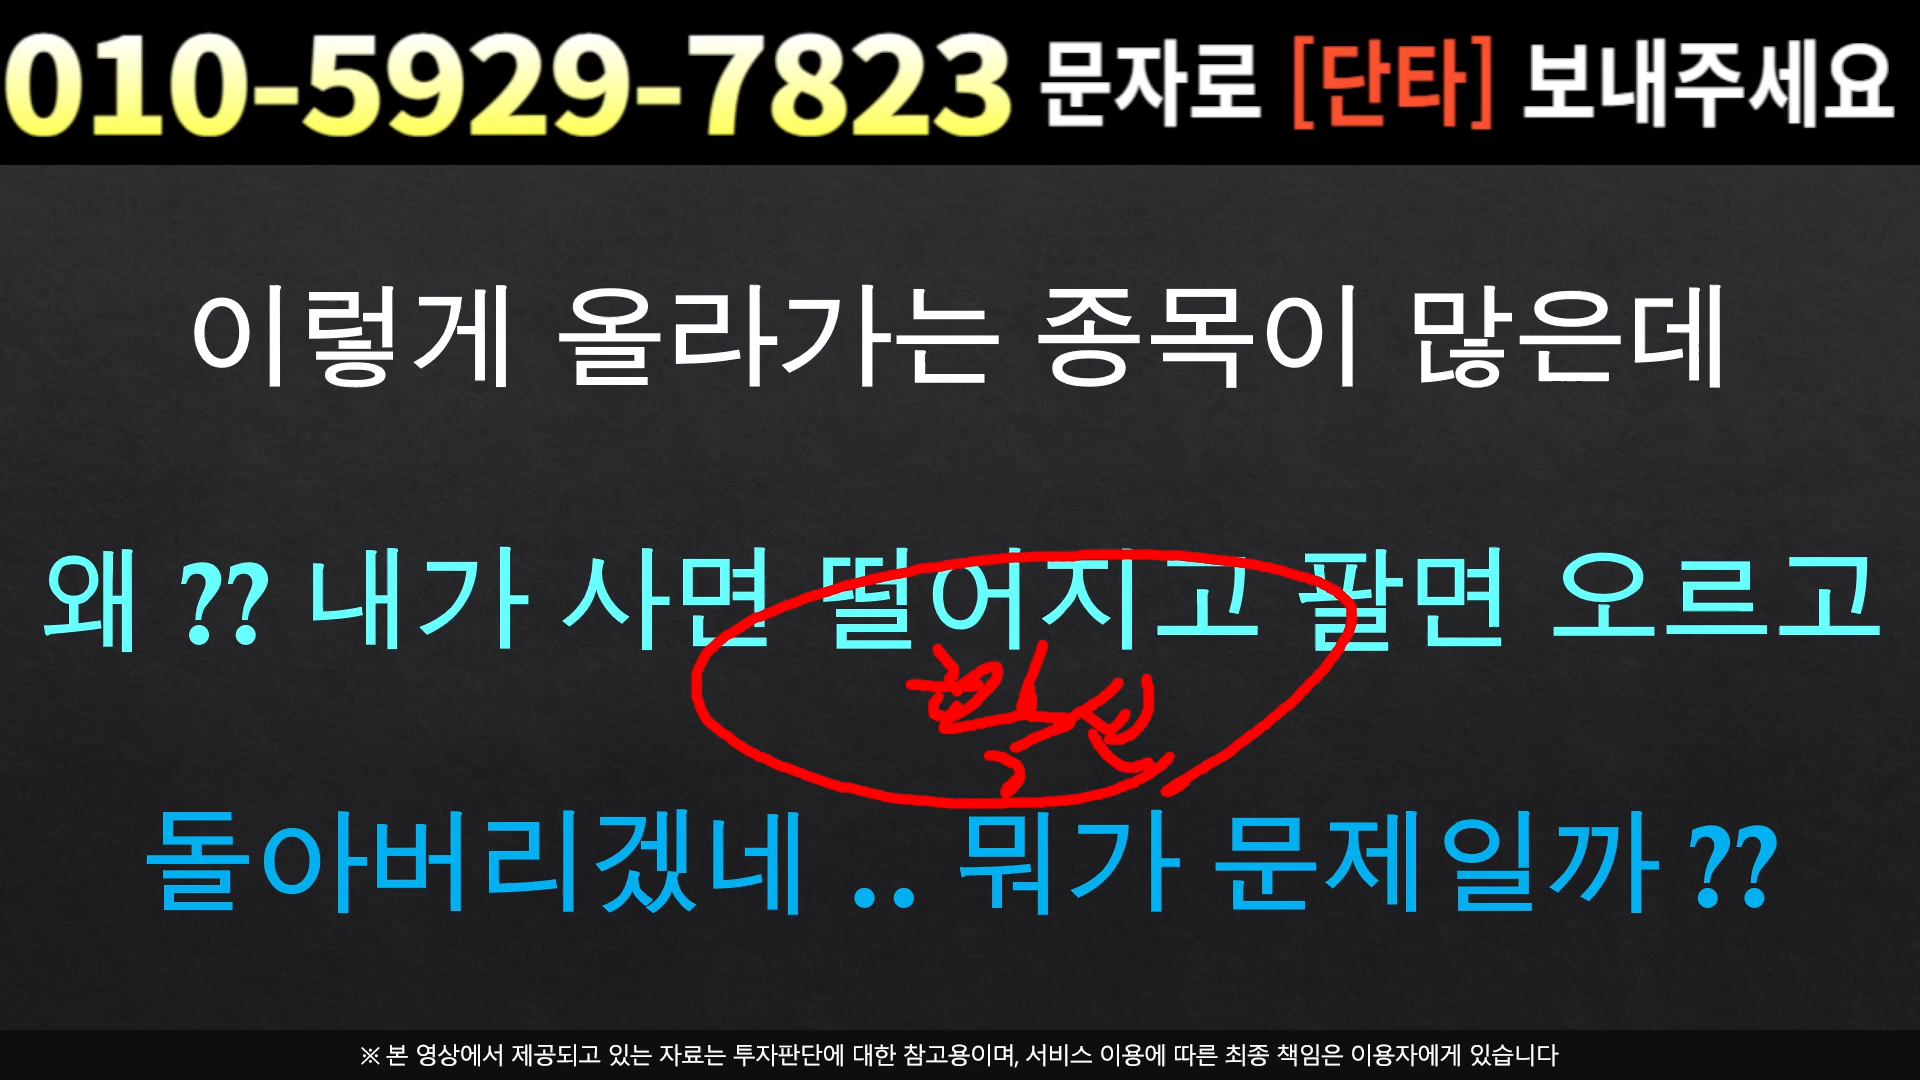 010-5929-7823 문자로 [단타] 보내주세요
이렇게 올라가는 종목이 많은데
왜 ?? 내가 사면 떨어지고 팔면 오르고
확신
돌아버리겠네 .. 뭐가 문제일까 ??
※ 본 영상에서 제공되고 있는 자료는 투자판단에 대한 참고용이며, 서비스 이용에 따른 최종 책임은 이용자에게 있습니다